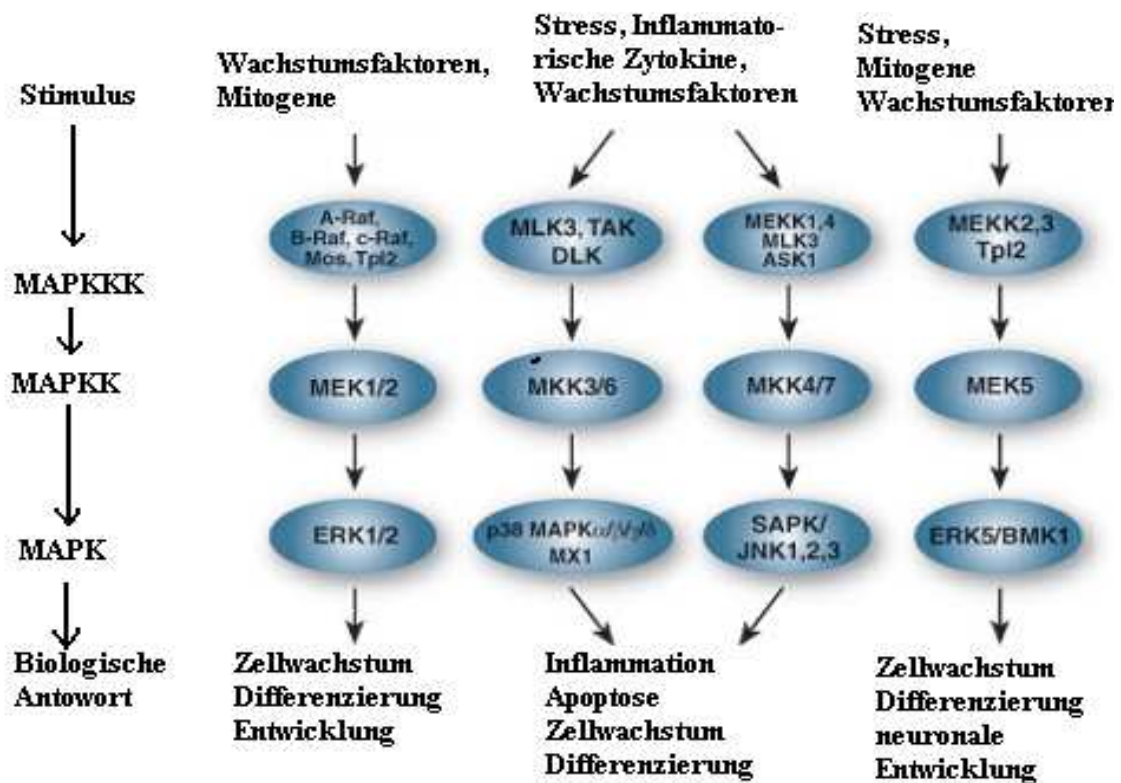 Stimulus
MAPKKK
MAPKK
MAPK
Biologische
Antowort
Wachstumsfaktoren,
Mitogene
A-Raf,
B-Raf, c-Raf,
Mos, Tpl2
MEK1/2
ERK1/2
Zellwachstum
Differenzierung
Entwicklung
Stress, Inflammato-
rische Zytokine,
Wachstumsfaktoren
MLK3, TAK
DLK
MKK3/6
p38 MAPKα/β/γ/δ
MX1
MEKK1,4
MLK3
ASK1
MKK4/7
SAPK/
JNK1,2,3
Inflammation
Apoptose
Zellwachstum
Differenzierung
Stress,
Mitogene
Wachstumsfaktoren
MEKK2,3
Tpl2
MEK5
ERK5/BMK1
Zellwachstum
Differenzierung
neuronale
Entwicklung